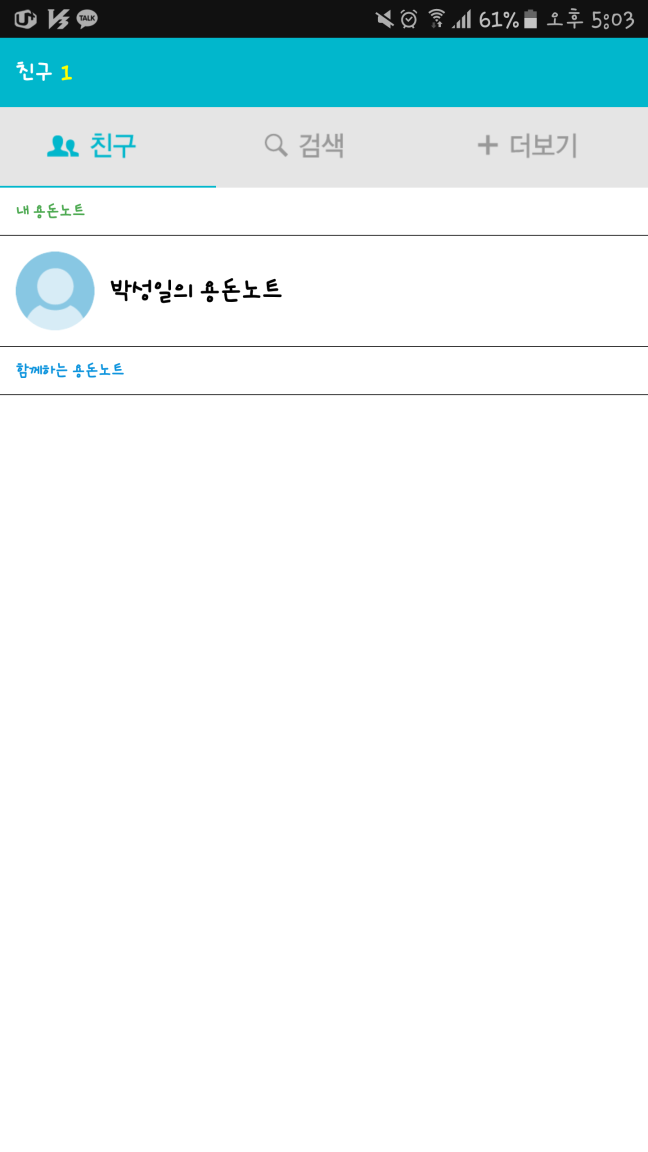 TALK 61% 오후 5:03
친구 1
친구 검색 + 더보기
내 용돈노트
박성일의 용돈노트
함께하는 용돈노트